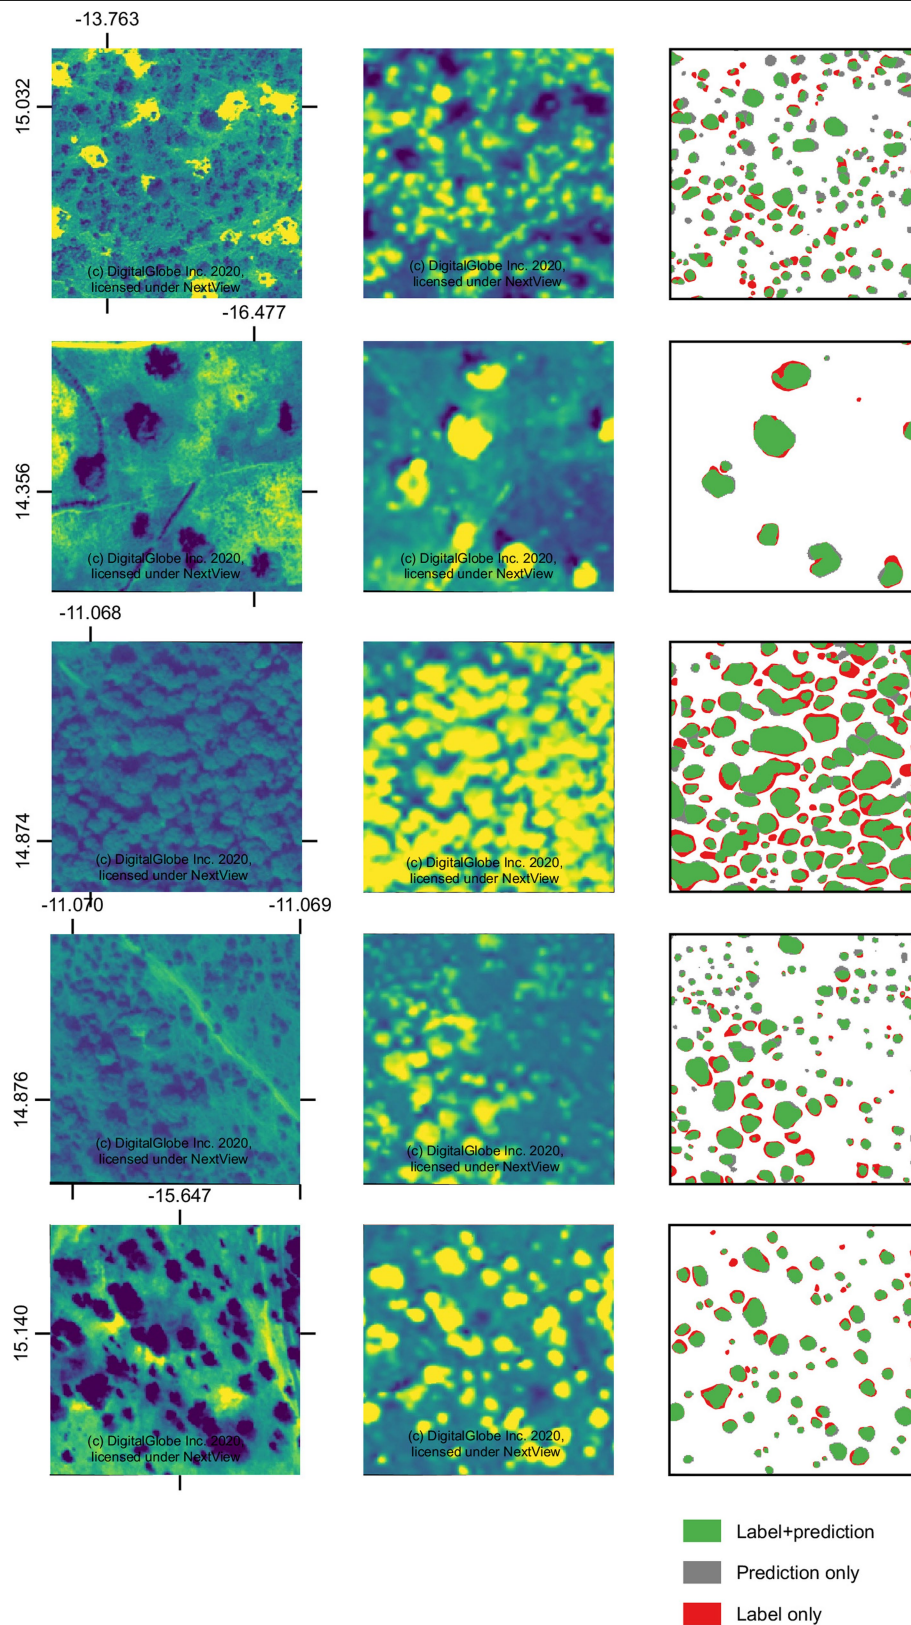 -13.763
15.032
(c) DigitalGlobe Inc. 2020,
licensed under NextView
(c) DigitalGlobe Inc. 2020,
licensed under NextView
-16.477
14.356
(c) DigitalGlobe Inc. 2020,
licensed under NextView
(c) DigitalGlobe Inc. 2020,
licensed under NextView
-11.068
14.874
(c) DigitalGlobe Inc. 2020,
licensed under NextView
(c) DigitalGlobe Inc. 2020,
licensed under NextView
-11.070
-11.069
14.876
(c) DigitalGlobe Inc. 2020,
licensed under NextView
(c) DigitalGlobe Inc. 2020,
licensed under NextView
-15.647
15.140
(c) DigitalGlobe Inc. 2020,
licensed under NextView
(c) DigitalGlobe Inc. 2020,
licensed under NextView
Label+prediction
Prediction only
Label only